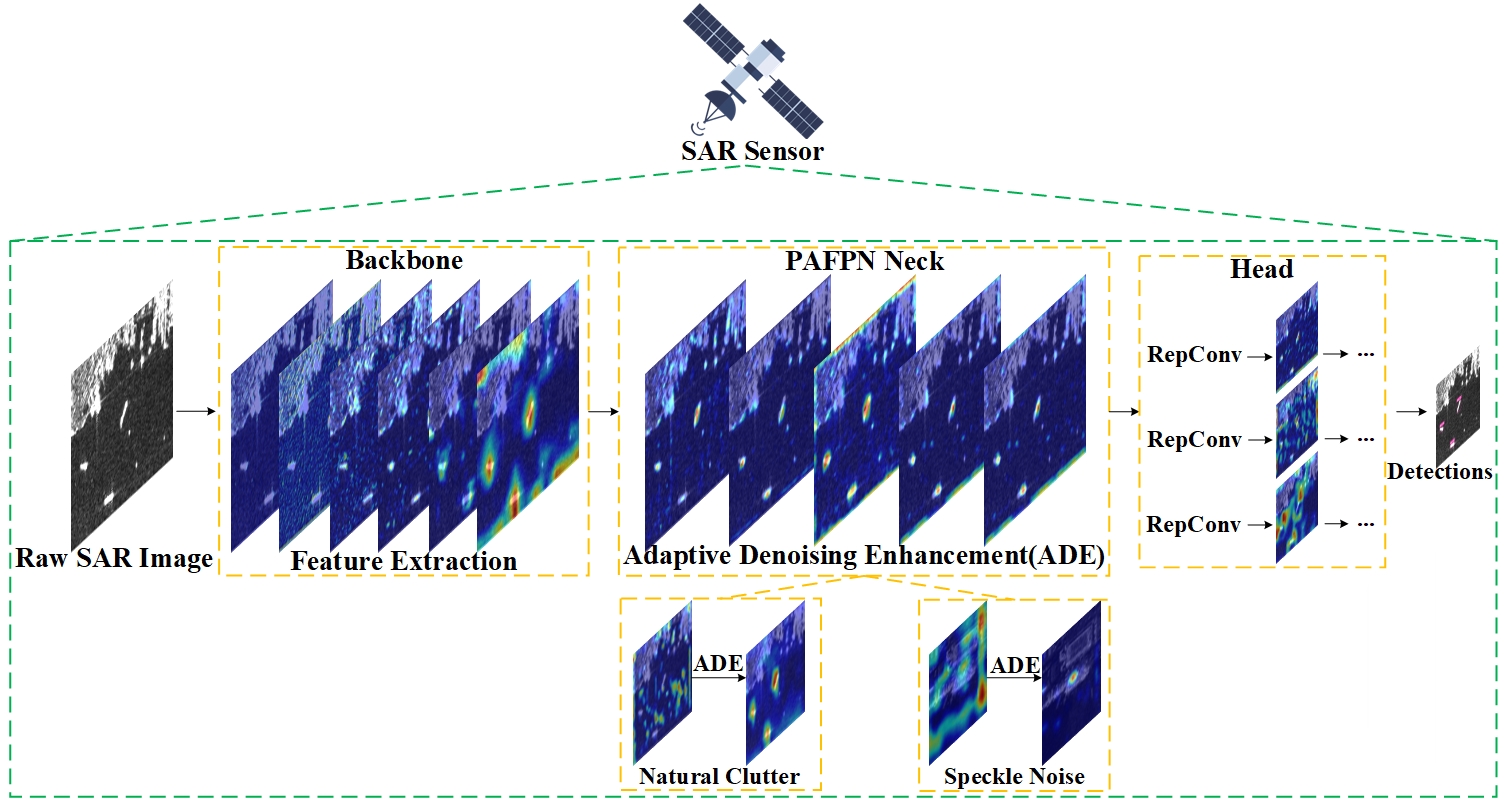 SAR Sensor
Backbone
PAFPN Neck
Head
RepConv
...
RepConv
...
RepConv
...
Detections
Raw SAR Image
Feature Extraction
Adaptive Denoising Enhancement(ADE)
ADE
Natural Clutter
ADE
Speckle Noise